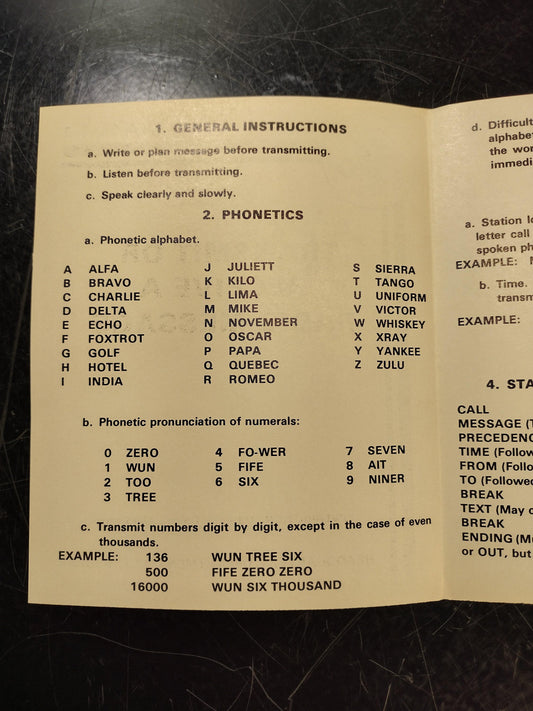 1. GENERAL INSTRUCTIONS
a. Write or plan message before transmitting.
b. Listen before transmitting.
c. Speak clearly and slowly.
2. PHONETICS
a. Phonetic alphabet.
A ALFA
B BRAVO
C CHARLIE
D DELTA
E ECHO
F FOXTROT
G GOLF
H HOTEL
I INDIA
J JULIETT
K KILO
L LIMA
M MIKE
N NOVEMBER
O OSCAR
P PAPA
Q QUEBEC
R ROMEO
S SIERRA
T TANGO
U UNIFORM
V VICTOR
W WHISKEY
X XRAY
Y YANKEE
Z ZULU
b. Phonetic pronunciation of numerals:
0 ZERO
1 WUN
2 TOO
3 TREE
4 FO-WER
5 FIFE
6 SIX
7 SEVEN
8 AIT
9 NINER
c. Transmit numbers digit by digit, except in the case of even
thousands.
EXAMPLE: 136 WUN TREE SIX
500 FIFE ZERO ZERO
16000 WUN SIX THOUSAND
d. Difficult
alphabet
the wor
immedi
a. Station
letter call
spoken ph
EXAMPLE:
b. Time.
transm
EXAMPLE:
4. STA
CALL
MESSAGE (
PRECEDENC
TIME (Follow
FROM (Follo
TO (Followed
BREAK
TEXT (May
BREAK
ENDING (M
or OUT, but